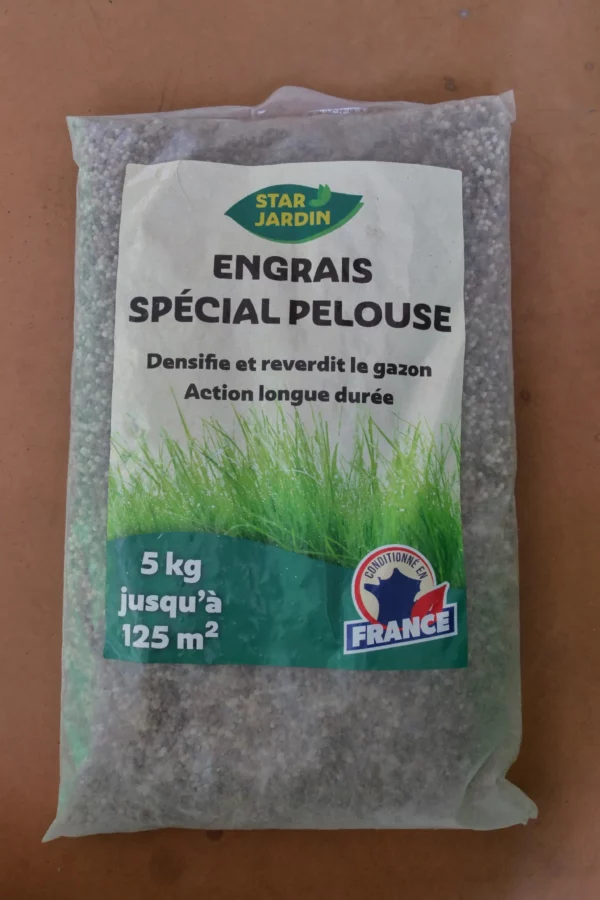 STAR
JARDIN
ENGRAIS
SPÉCIAL PELOUSE
Densifie et reverdit le gazon
Action longue durée
5 kg
jusqu'à
125 m²
CONDITIONNÉ EN
FRANCE